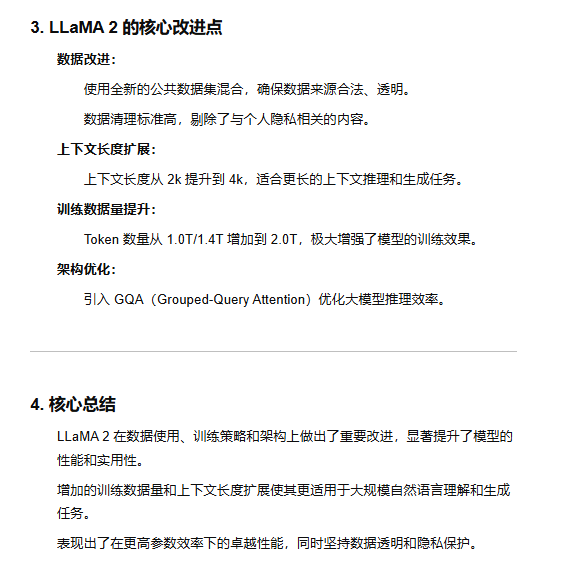 3. LLaMA 2 的核心改进点
数据改进：
使用全新的公共数据集混合，确保数据来源合法、透明。
数据清理标准高，剔除了与个人隐私相关的内容。
上下文长度扩展：
上下文长度从 2k 提升到 4k，适合更长的上下文推理和生成任务。
训练数据量提升：
Token 数量从 1.0T/1.4T 增加到 2.0T，极大增强了模型的训练效果。
架构优化：
引入 GQA（Grouped-Query Attention）优化大模型推理效率。
4. 核心总结
LLaMA 2 在数据使用、训练策略和架构上做出了重要改进，显著提升了模型的
性能和实用性。
增加的训练数据量和上下文长度扩展使其更适用于大规模自然语言理解和生成
任务。
表现出了在更高参数效率下的卓越性能，同时坚持数据透明和隐私保护。